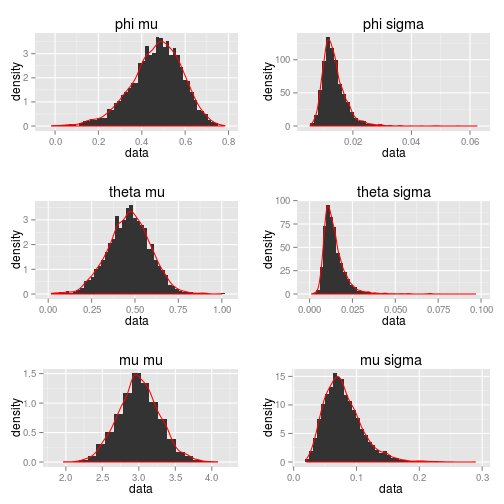 phi mu
density
3
2
1
0
0.0 0.2 0.4 0.6 0.8
data
phi sigma
density
100
50
0
0.02 0.04 0.06
data
theta mu
density
3
2
1
0
0.00 0.25 0.50 0.75 1.00
data
theta sigma
density
100
75
50
25
0
0.000 0.025 0.050 0.075 0.100
data
mu mu
density
1.5
1.0
0.5
0.0
2.0 2.5 3.0 3.5 4.0
data
mu sigma
density
15
10
5
0
0.0 0.1 0.2 0.3
data